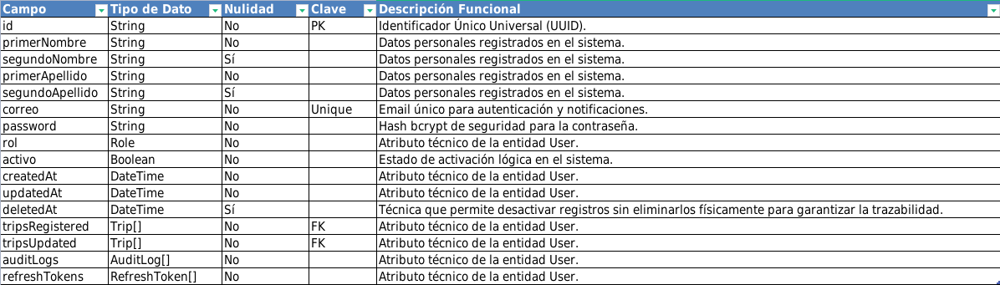 Campo Tipo de Dato Nulidad Clave Descripción Funcional
id String No PK Identificador Único Universal (UUID).
primerNombre String No Datos personales registrados en el sistema.
segundoNombre String Sí Datos personales registrados en el sistema.
primerApellido String No Datos personales registrados en el sistema.
segundoApellido String Sí Datos personales registrados en el sistema.
correo String No Unique Email único para autenticación y notificaciones.
password String No Hash bcrypt de seguridad para la contraseña.
rol Role No Atributo técnico de la entidad User.
activo Boolean No Estado de activación lógica en el sistema.
createdAt DateTime No Atributo técnico de la entidad User.
updatedAt DateTime No Atributo técnico de la entidad User.
deletedAt DateTime Sí Técnica que permite desactivar registros sin eliminarlos físicamente para garantizar la trazabilidad.
tripsRegistered Trip[] No FK Atributo técnico de la entidad User.
tripsUpdated Trip[] No FK Atributo técnico de la entidad User.
auditLogs AuditLog[] No Atributo técnico de la entidad User.
refreshTokens RefreshToken[] No Atributo técnico de la entidad User.